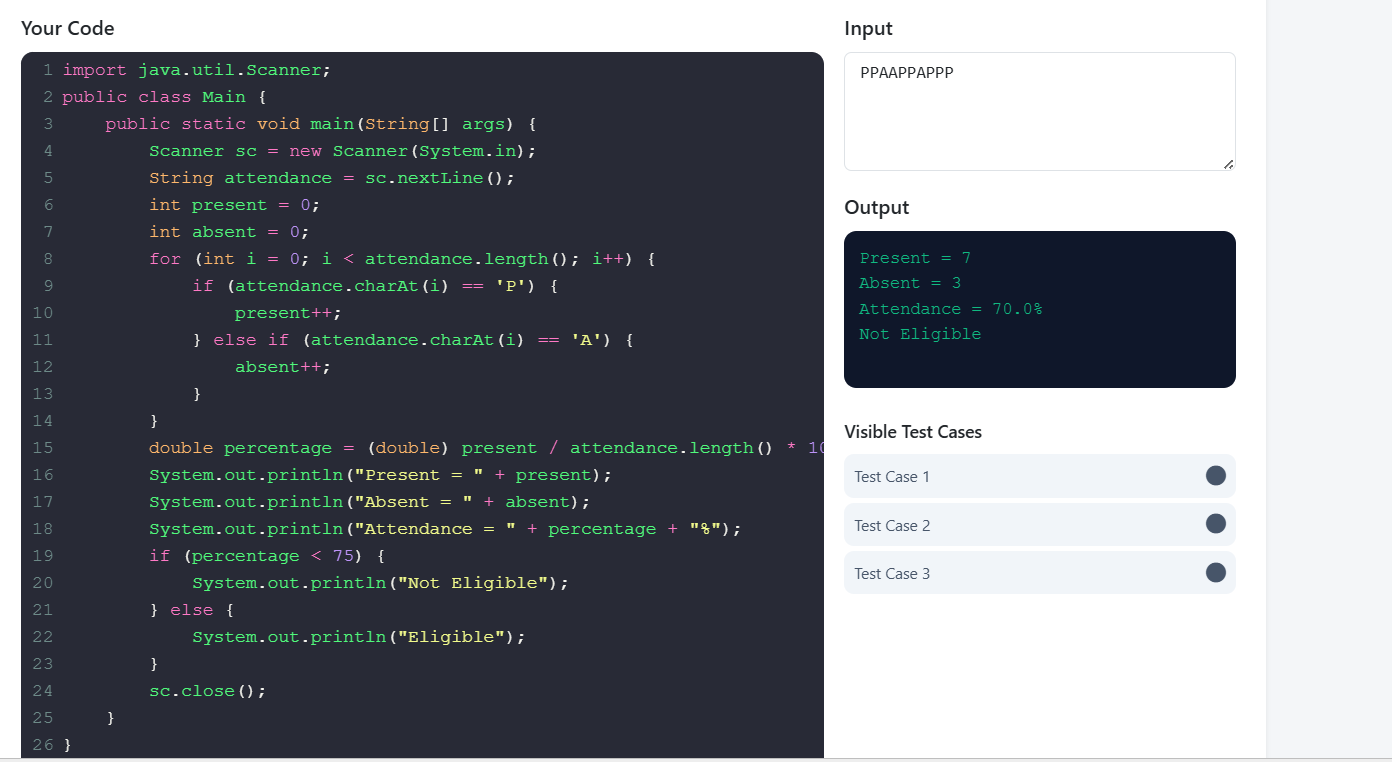 Your Code
1 import java.util.Scanner;
2 public class Main {
3     public static void main(String[] args) {
4         Scanner sc = new Scanner(System.in);
5         String attendance = sc.nextLine();
6         int present = 0;
7         int absent = 0;
8         for (int i = 0; i < attendance.length(); i++) {
9             if (attendance.charAt(i) == 'P') {
10                 present++;
11             } else if (attendance.charAt(i) == 'A') {
12                 absent++;
13             }
14         }
15         double percentage = (double) present / attendance.length() * 10
16         System.out.println("Present = " + present);
17         System.out.println("Absent = " + absent);
18         System.out.println("Attendance = " + percentage + "%");
19         if (percentage < 75) {
20             System.out.println("Not Eligible");
21         } else {
22             System.out.println("Eligible");
23         }
24         sc.close();
25     }
26 }
Input
PPAAPPAPPP
Output
Present = 7
Absent = 3
Attendance = 70.0%
Not Eligible
Visible Test Cases
Test Case 1
Test Case 2
Test Case 3